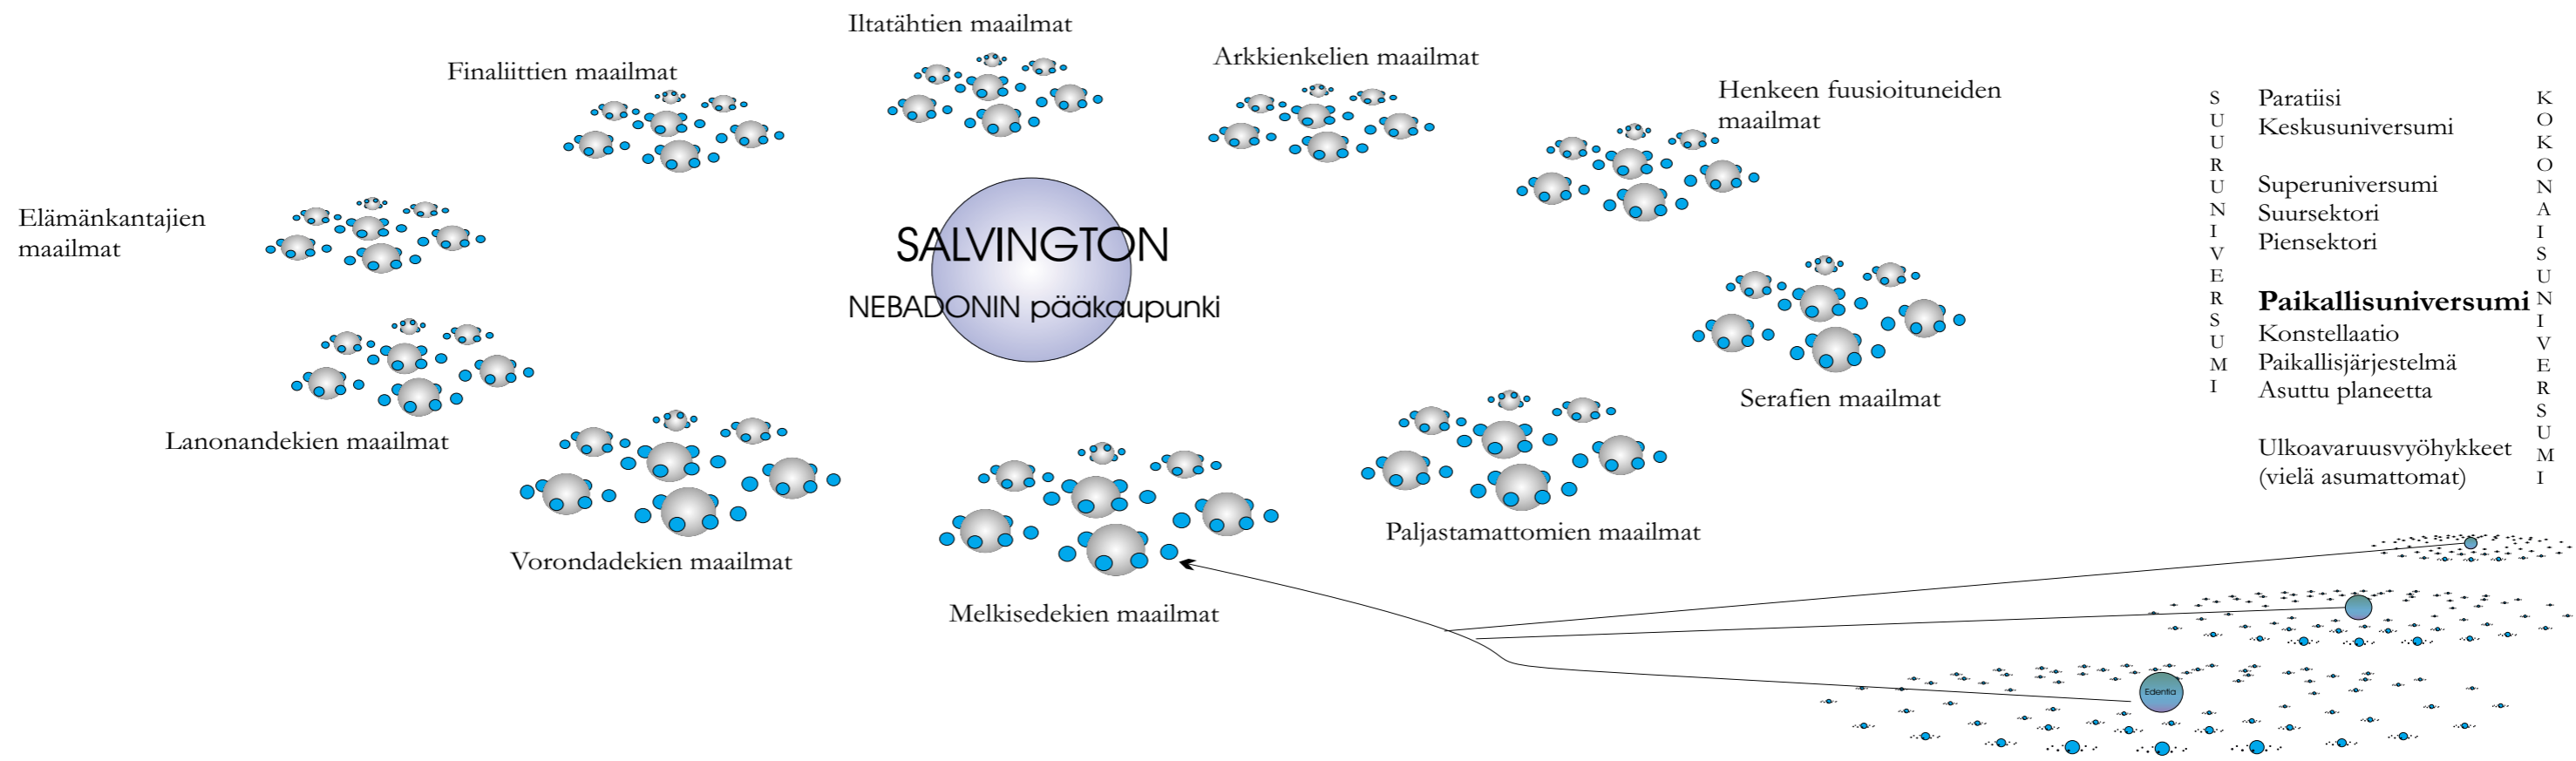 Iltatähtien maailmat
Finaliittien maailmat
Arkkienkelien maailmat
Henkeen fuusioituneiden
maailmat
Elämänkantajien
maailmat
SALVINGTON
NEBADONIN pääkaupunki
Serafien maailmat
Lanonandekien maailmat
Paljastamattomien maailmat
Vorondadekien maailmat
Melkisedekien maailmat
SUURUNIVERSUMI
Paratiisi
Keskusuniversumi
Superuniversumi
Suursektori
Piensektori
Paikallisuniversumi
Konstellaatio
Paikallisjärjestelmä
Asuttu planeetta
Ulkoavaruusvyöhykkeet
(vielä asumattomat)
KOKONAISUNIVERSUMI
Edentia